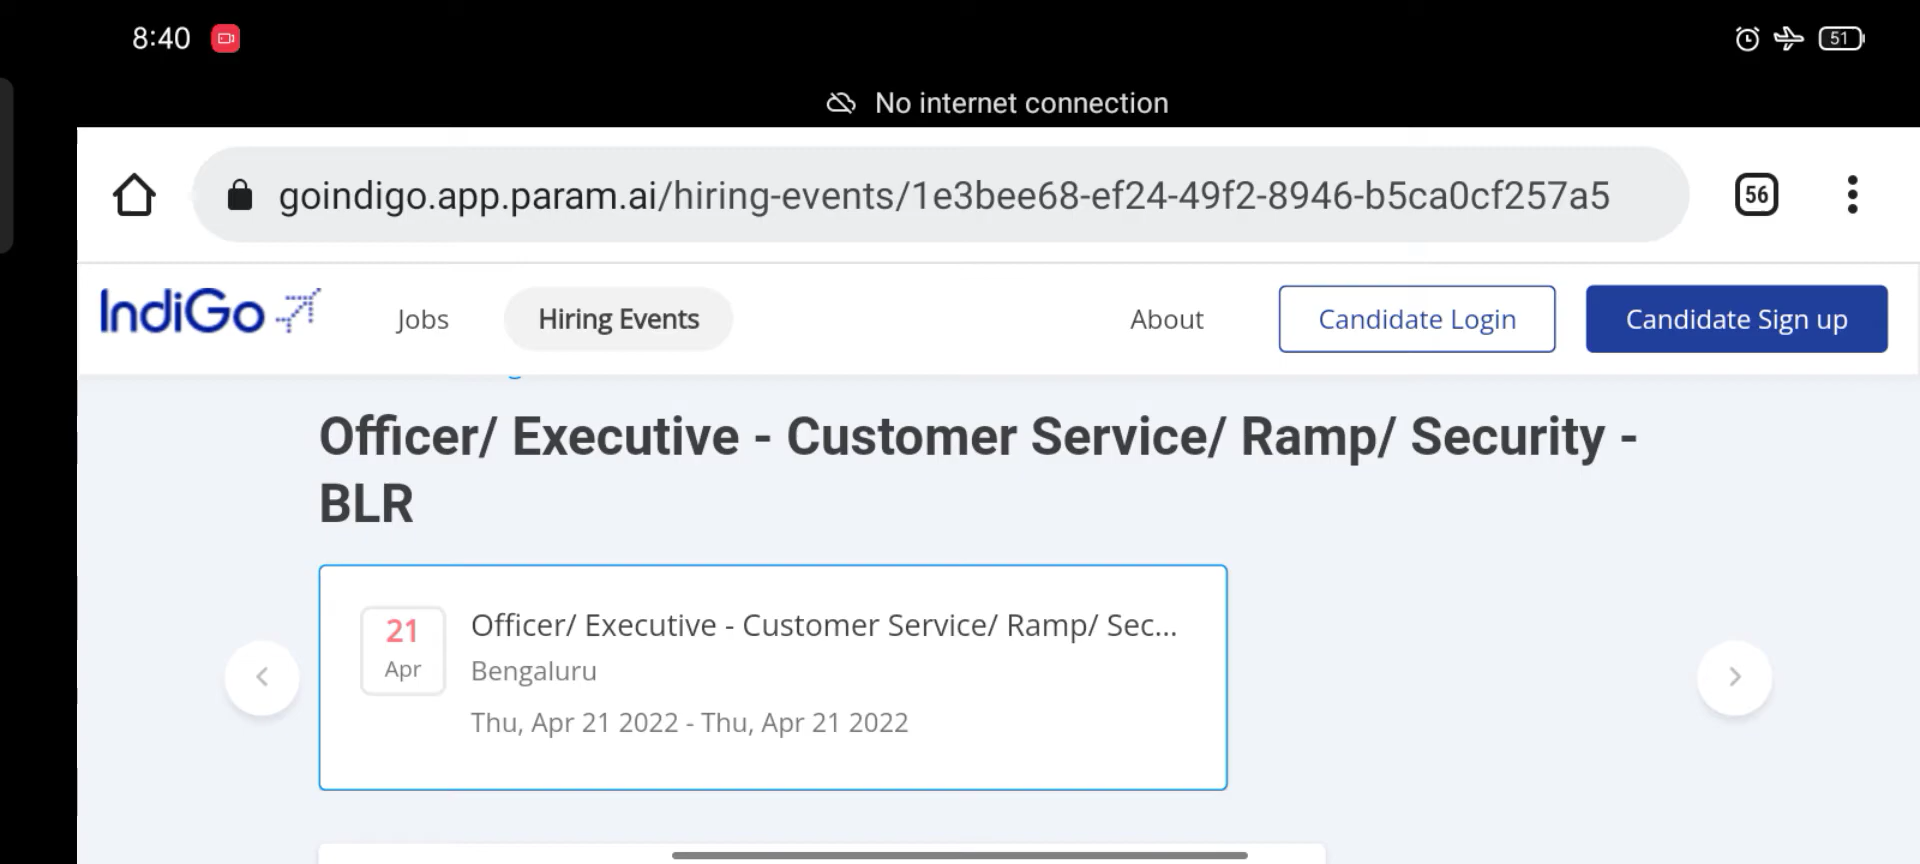 8:40
51
No internet connection
goindigo.app.param.ai/hiring-events/1e3bee68-ef24-49f2-8946-b5ca0cf257a5
56
IndiGo
Jobs
Hiring Events
About
Candidate Login
Candidate Sign up
Officer/ Executive - Customer Service/ Ramp/ Security -
BLR
21
Apr
Officer/ Executive - Customer Service/ Ramp/ Sec...
Bengaluru
Thu, Apr 21 2022 - Thu, Apr 21 2022